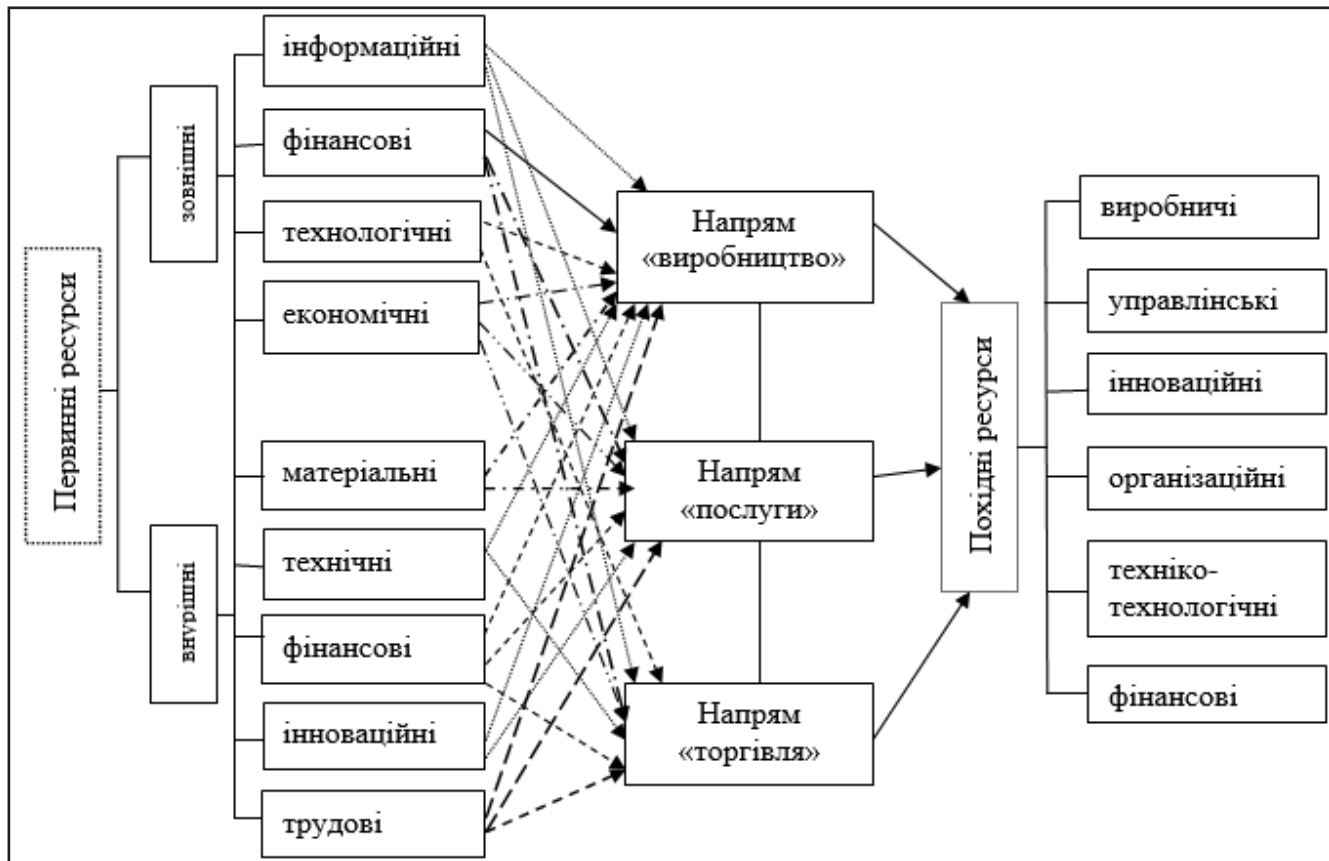 Первинні ресурси
зовнішні
внурішні
інформаційні
фінансові
технологічні
економічні
матеріальні
технічні
фінансові
інноваційні
трудові
Напрям
«виробництво»
Напрям
«послуги»
Напрям
«торгівля»
Похідні ресурси
виробничі
управлінські
інноваційні
організаційні
техніко-
технологічні
фінансові